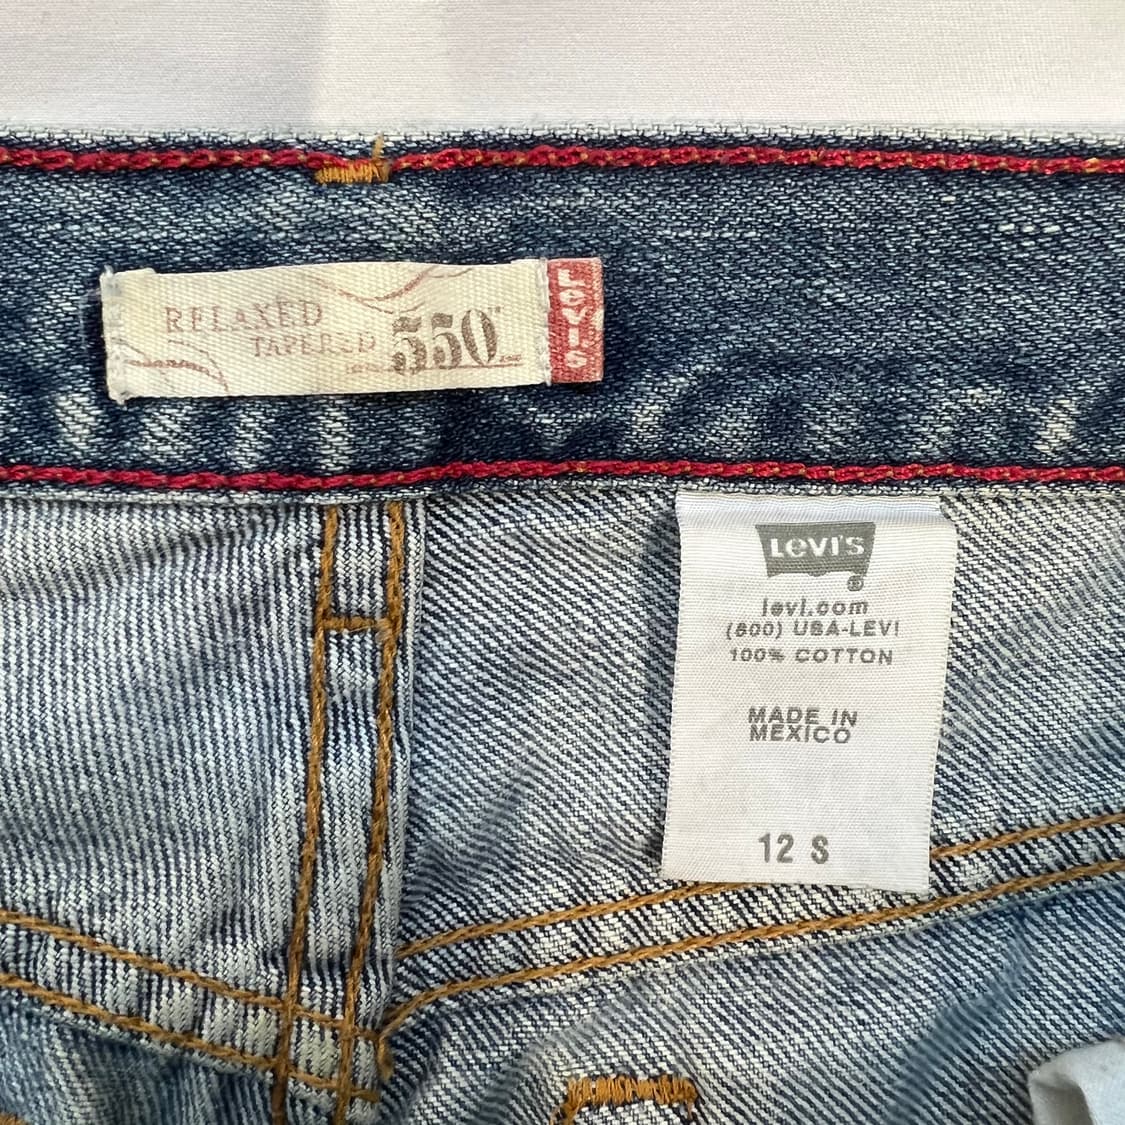 RELAXED
TAPERED 550
LEVI'S
LEVI'S
levi.com
(800) USA-LEVI
100% COTTON
MADE IN
MEXICO
12 S